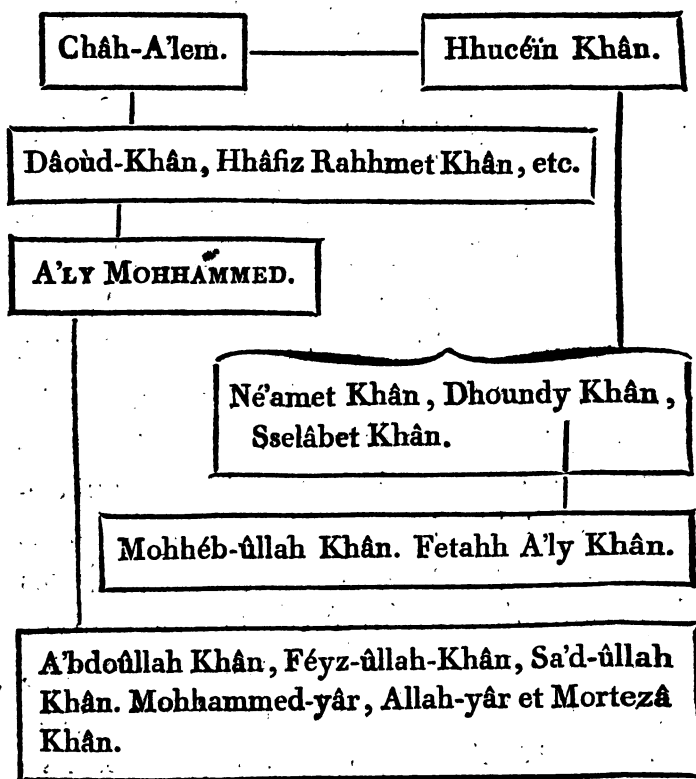 Châh-A'lem.
Hhucéïn Khân.
Dâoùd-Khân, Hhâfiz Rahhmet Khân, etc.
A'LY MOHHAMMED.
Né'amet Khân, Dhoundy Khân,
Sselâbet Khân.
Mohhéb-ûllah Khân. Fetahh A'ly Khân.
A'bdoûllah Khân, Féyz-ûllah-Khân, Sa'd-ûllah
Khân. Mohhammed-yâr, Allah-yâr et Mortezâ
Khân.